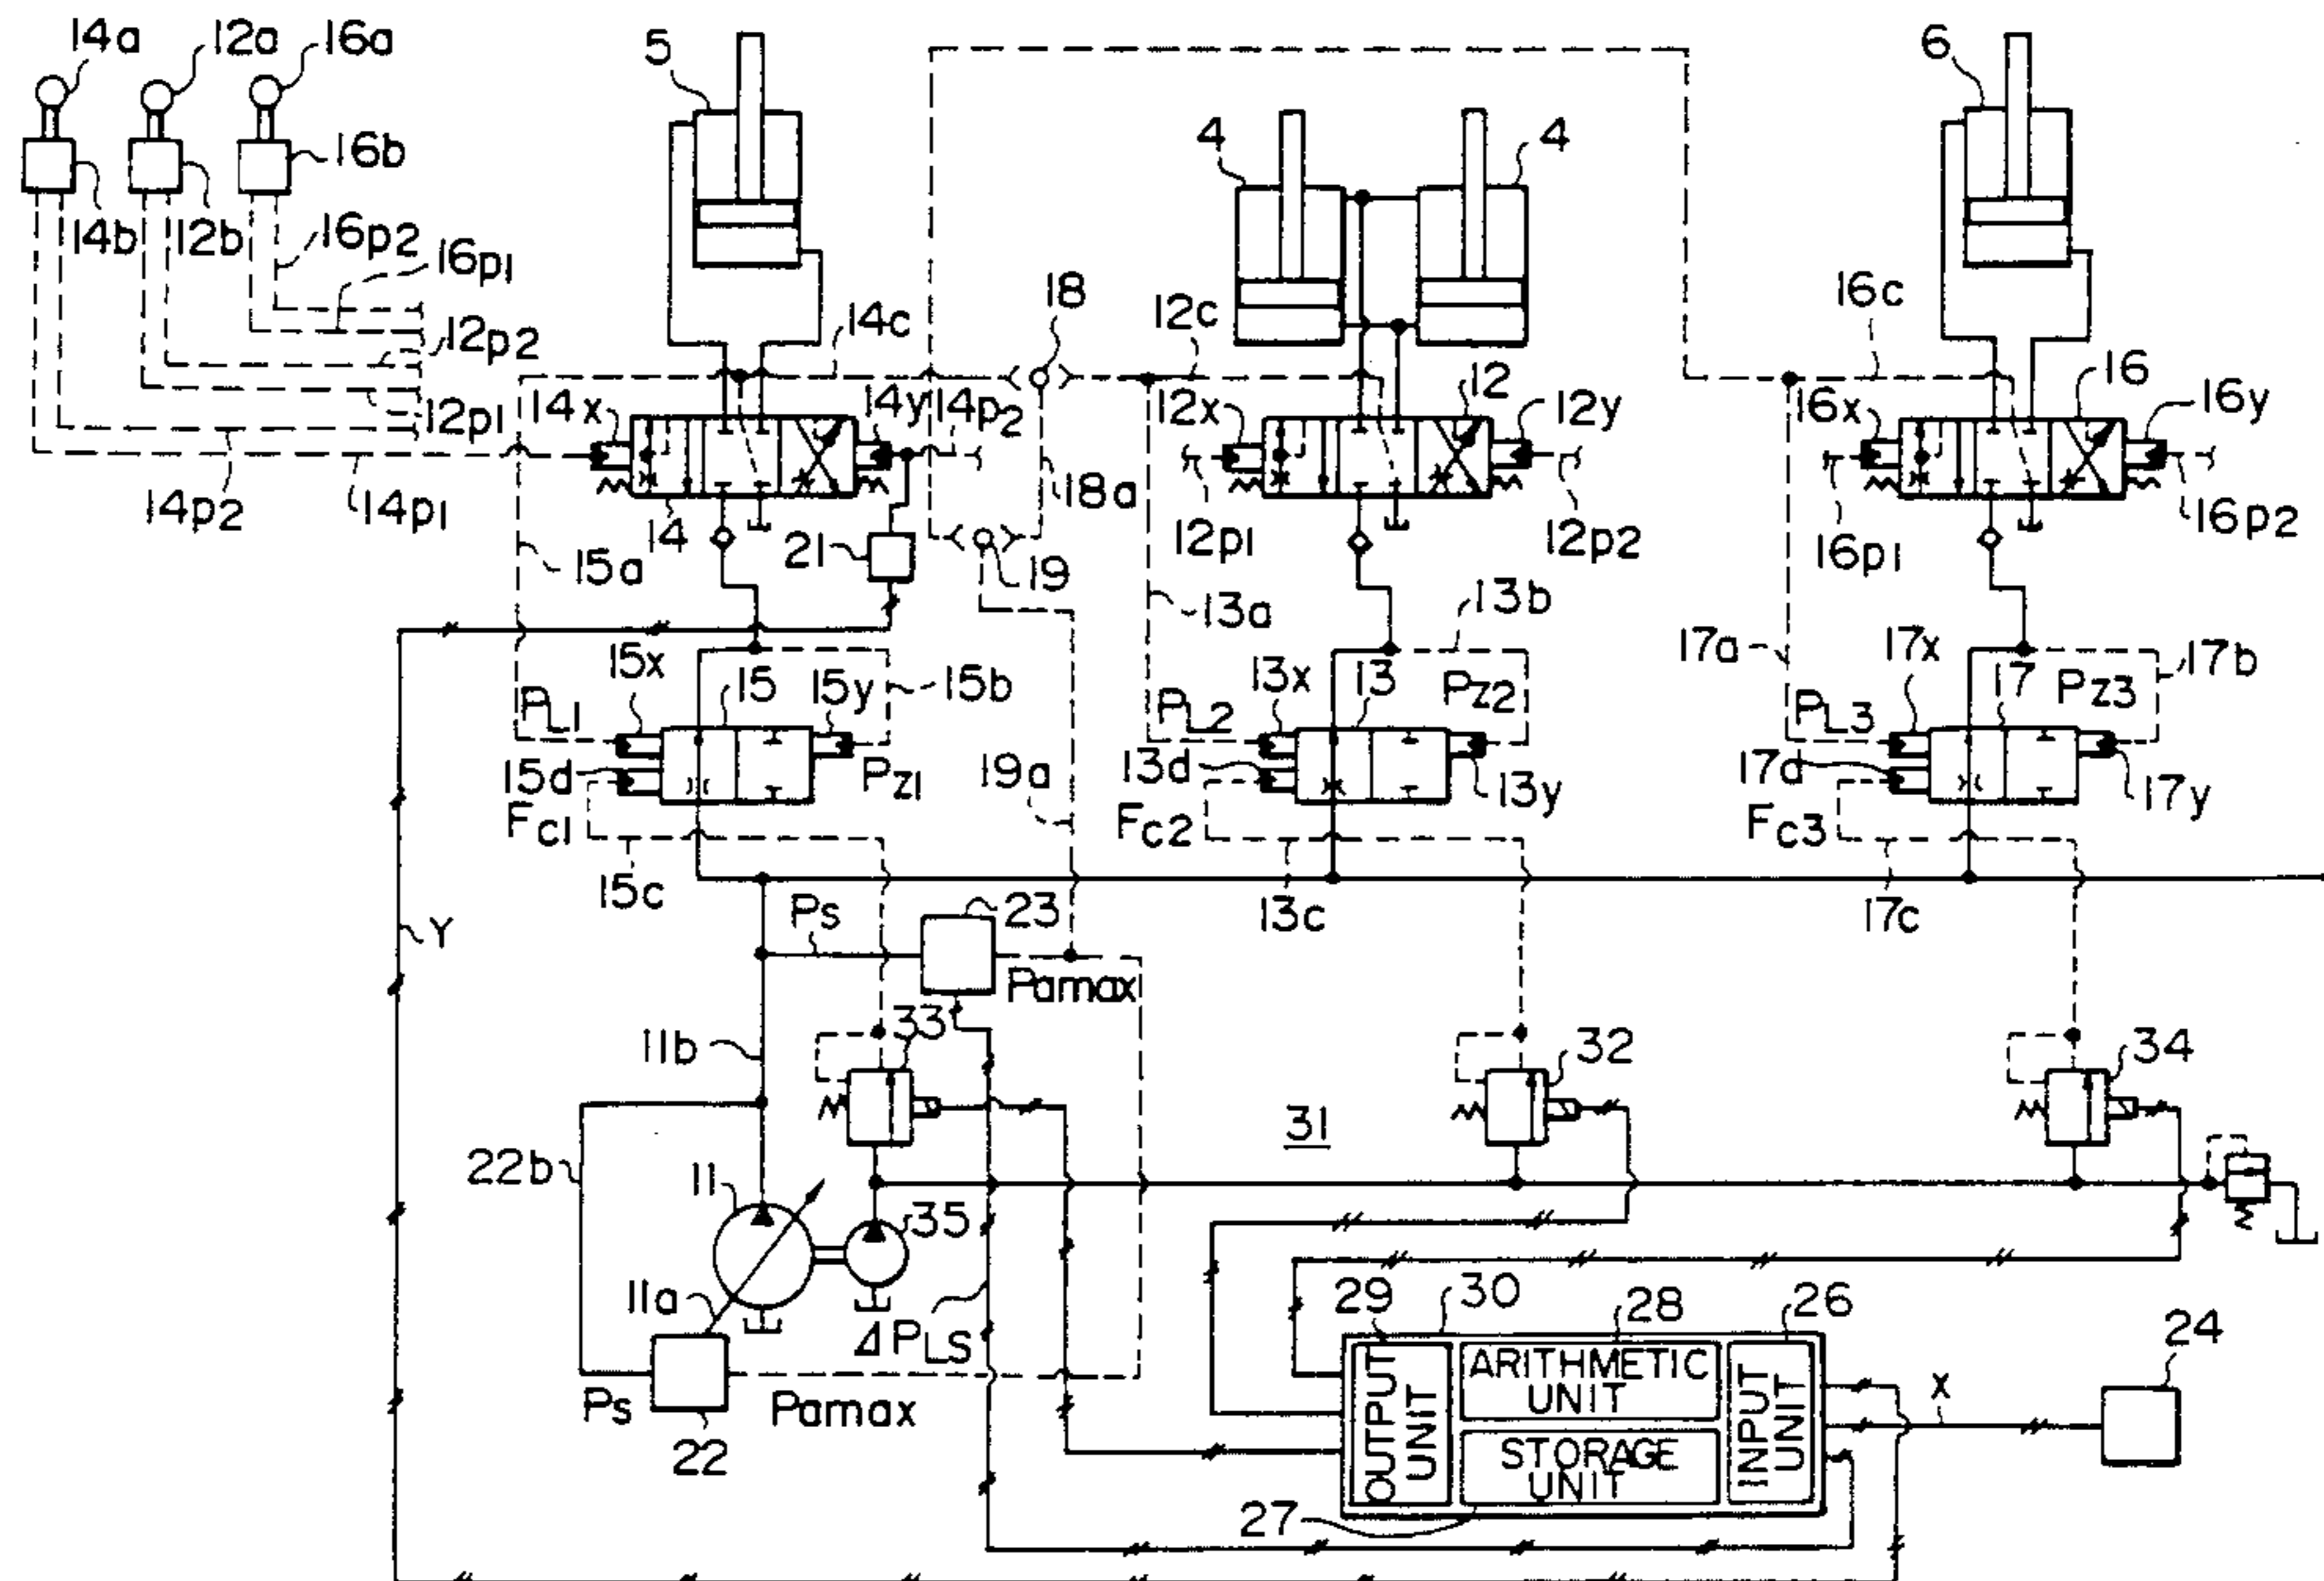 14a 12a 16a 5 6
16b 4 4
14b 12b 16p2
16p1
18 16c
12p2 14c 12c
12p1 14x 14y 14p2 12x 12 12y 16x 16 16y
14p2 14p1 14 21 18a 12p1 12p2 16p1 16p2
15a 19
13a 13b
15x 15 15y 15b 13x 13 Pz2 17a 17x 17 17b
PL1 PL2 PL3 Pz3
15d Pz1 19a 13d 13y 17d 17y
Fc1 Fc2 Fc3
15c 23 13c 17c
Y Ps
Pamax
11b 33 32 34
31
22b 11 35
11a 29 30 28 26 24
ΔPLS
OUTPUT UNIT
ARITHMETIC UNIT
INPUT UNIT
X
Ps Pamax
STORAGE UNIT
22
27